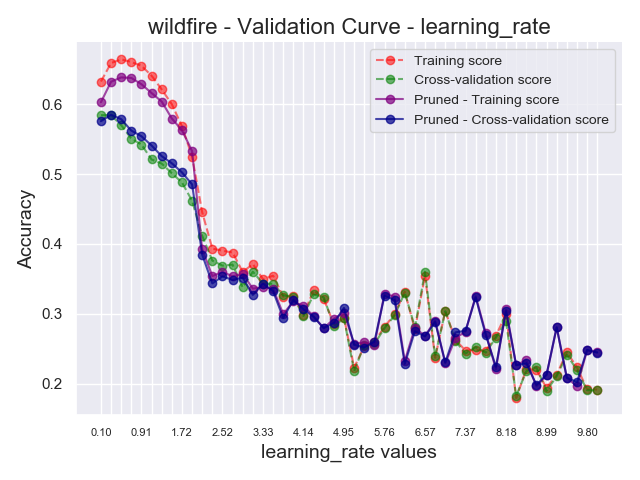 wildfire - Validation Curve - learning_rate
Training score
Cross-validation score
Pruned - Training score
Pruned - Cross-validation score
Accuracy
0.6
0.5
0.4
0.3
0.2
0.10 0.91 1.72 2.52 3.33 4.14 4.95 5.76 6.57 7.37 8.18 8.99 9.80
learning_rate values